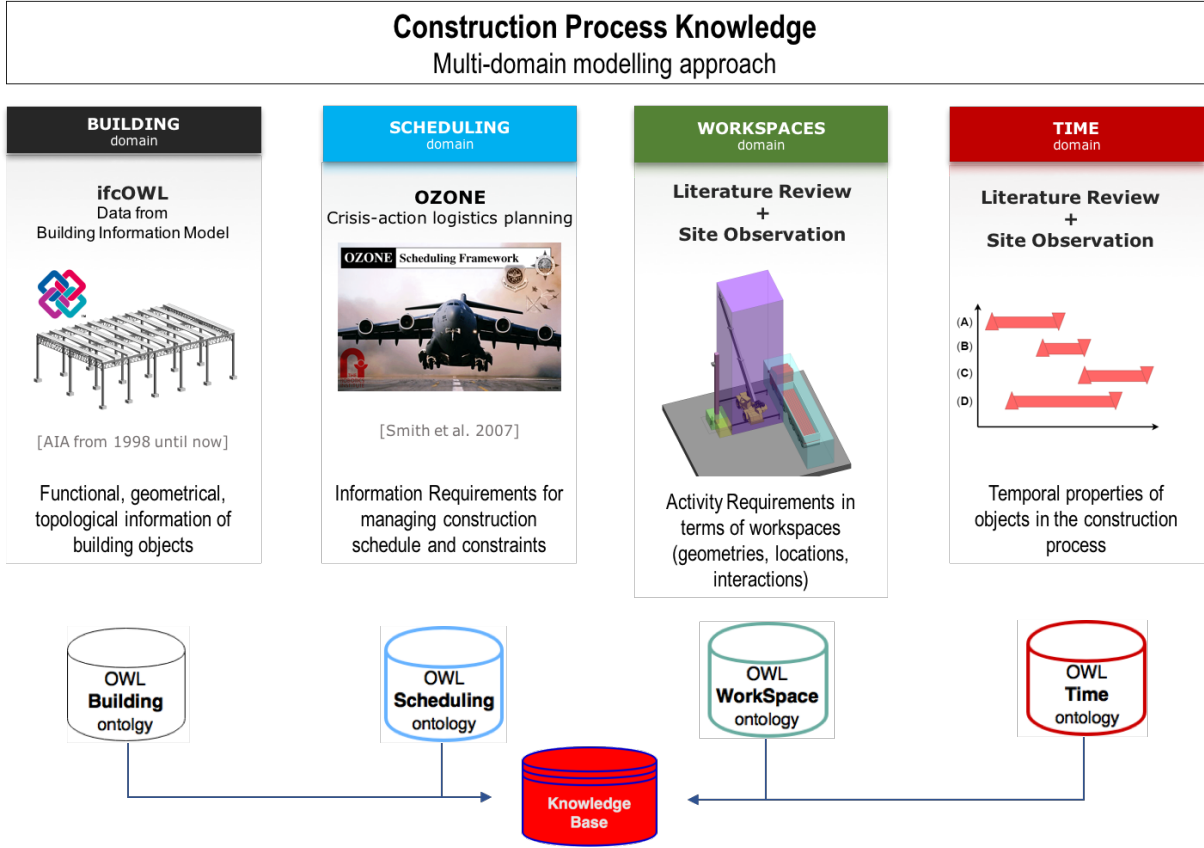 Construction Process Knowledge
Multi-domain modelling approach
BUILDING
domain
ifcOWL
Data from
Building Information Model
TM
[AIA from 1998 until now]
Functional, geometrical,
topological information of
building objects
SCHEDULING
domain
OZONE
Crisis-action logistics planning
OZONE Scheduling Framework
[Smith et al. 2007]
Information Requirements for
managing construction
schedule and constraints
WORKSPACES
domain
Literature Review
+
Site Observation
Activity Requirements in
terms of workspaces
(geometries, locations,
interactions)
TIME
domain
Literature Review
+
Site Observation
(A)
(B)
(C)
(D)
Temporal properties of
objects in the construction
process
OWL
Building
ontolgy
OWL
Scheduling
ontology
OWL
WorkSpace
ontology
OWL
Time
ontology
Knowledge
Base